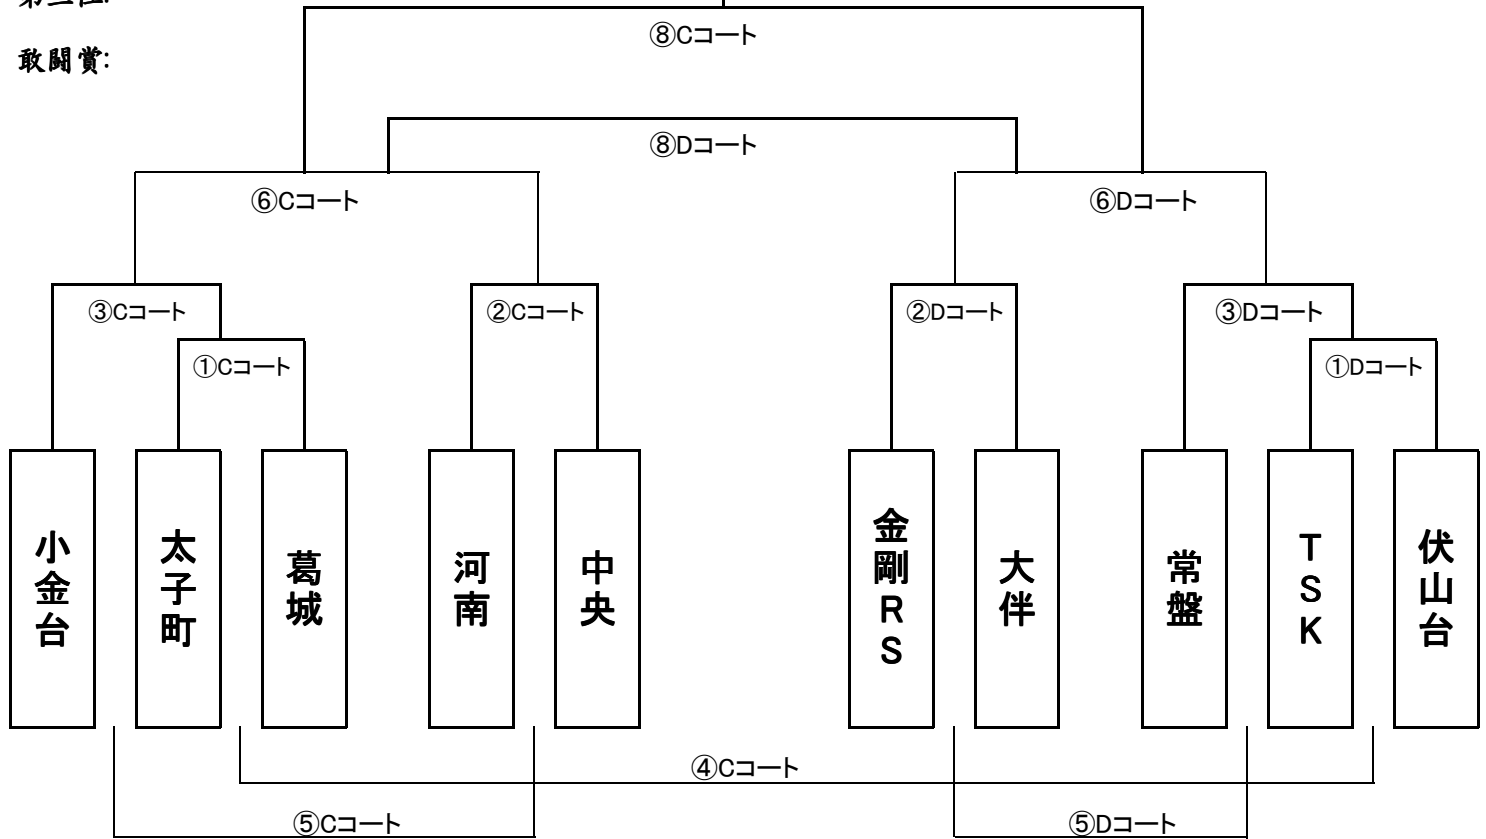 敢闘賞:
⑧Cコート
⑧Dコート
⑥Cコート
⑥Dコート
③Cコート
②Cコート
②Dコート
③Dコート
①Cコート
①Dコート
小金台
太子町
葛城
河南
中央
金剛RS
大伴
常盤
TSK
伏山台
④Cコート
⑤Cコート
⑤Dコート